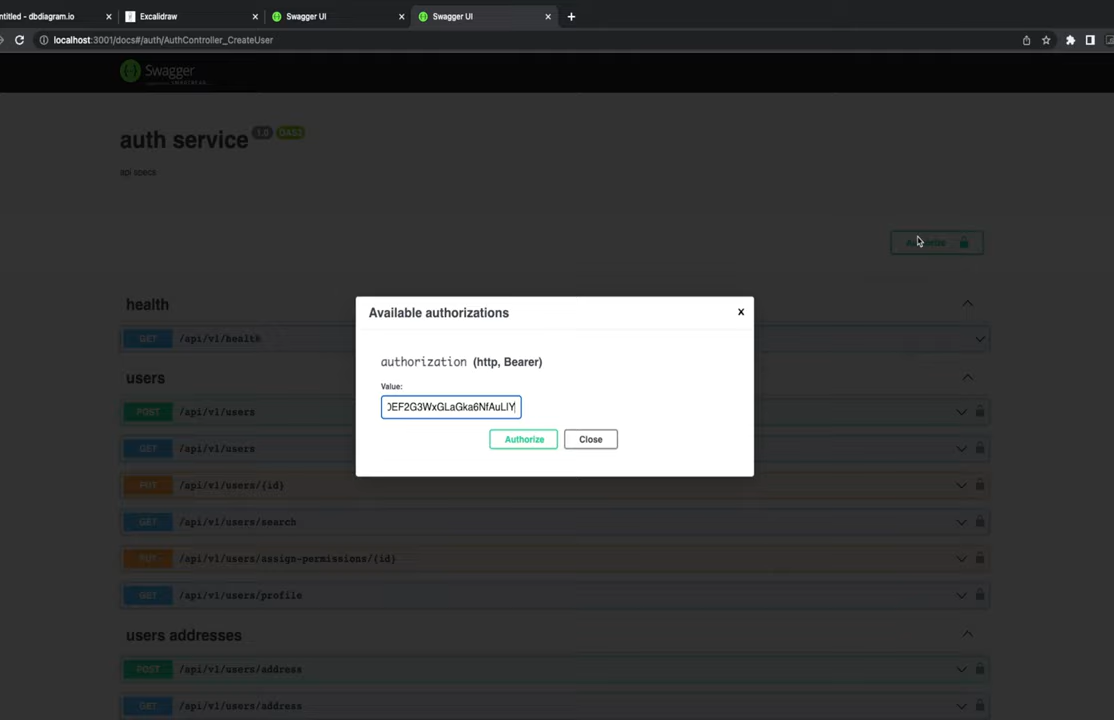 ntitled - dbdiagram.io
Excalidraw
Swagger UI
Swagger UI
localhost:3001/docs#/auth/AuthController_CreateUser
Swagger
auth service 1.0 OAS3
api specs
Authorize
health
GET /api/v1/health
users
POST /api/v1/users
GET /api/v1/users
PUT /api/v1/users/{id}
GET /api/v1/users/search
PUT /api/v1/users/assign-permissions/{id}
GET /api/v1/users/profile
users addresses
POST /api/v1/users/address
GET /api/v1/users/address
Available authorizations
x
authorization (http, Bearer)
Value:
0EF2G3WxGLaGka6NfAuLIY
Authorize
Close